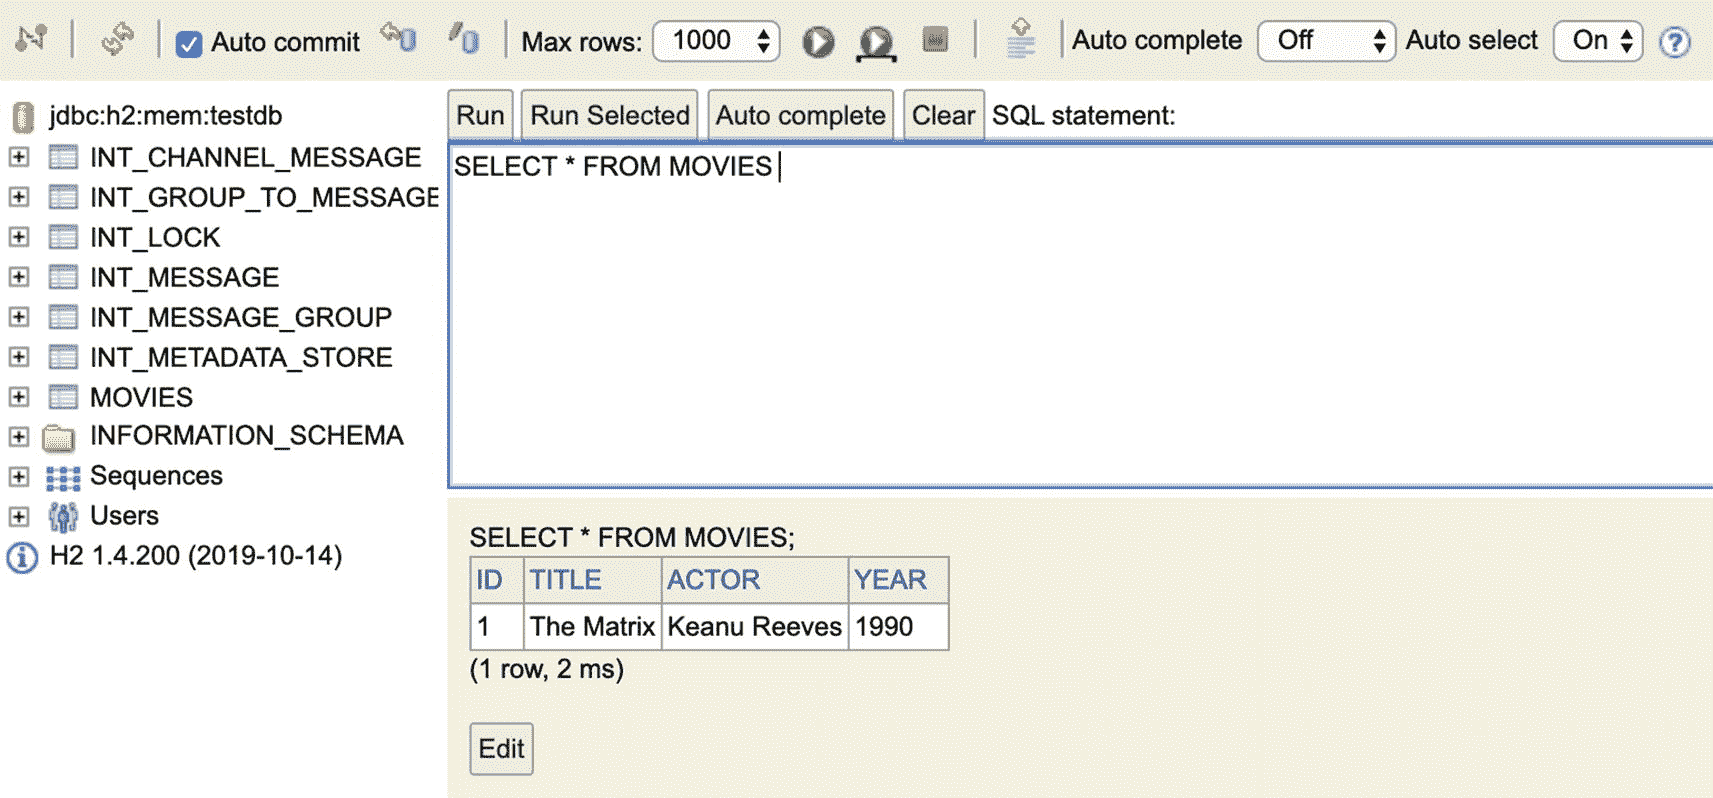 Auto commit Max rows: 1000 Auto complete Off Auto select On ?
jdbc:h2:mem:testdb
INT_CHANNEL_MESSAGE
INT_GROUP_TO_MESSAGE
INT_LOCK
INT_MESSAGE
INT_MESSAGE_GROUP
INT_METADATA_STORE
MOVIES
INFORMATION_SCHEMA
Sequences
Users
H2 1.4.200 (2019-10-14)
Run Run Selected Auto complete Clear SQL statement:
SELECT * FROM MOVIES
SELECT * FROM MOVIES;
ID TITLE ACTOR YEAR
1 The Matrix Keanu Reeves 1990
(1 row, 2 ms)
Edit